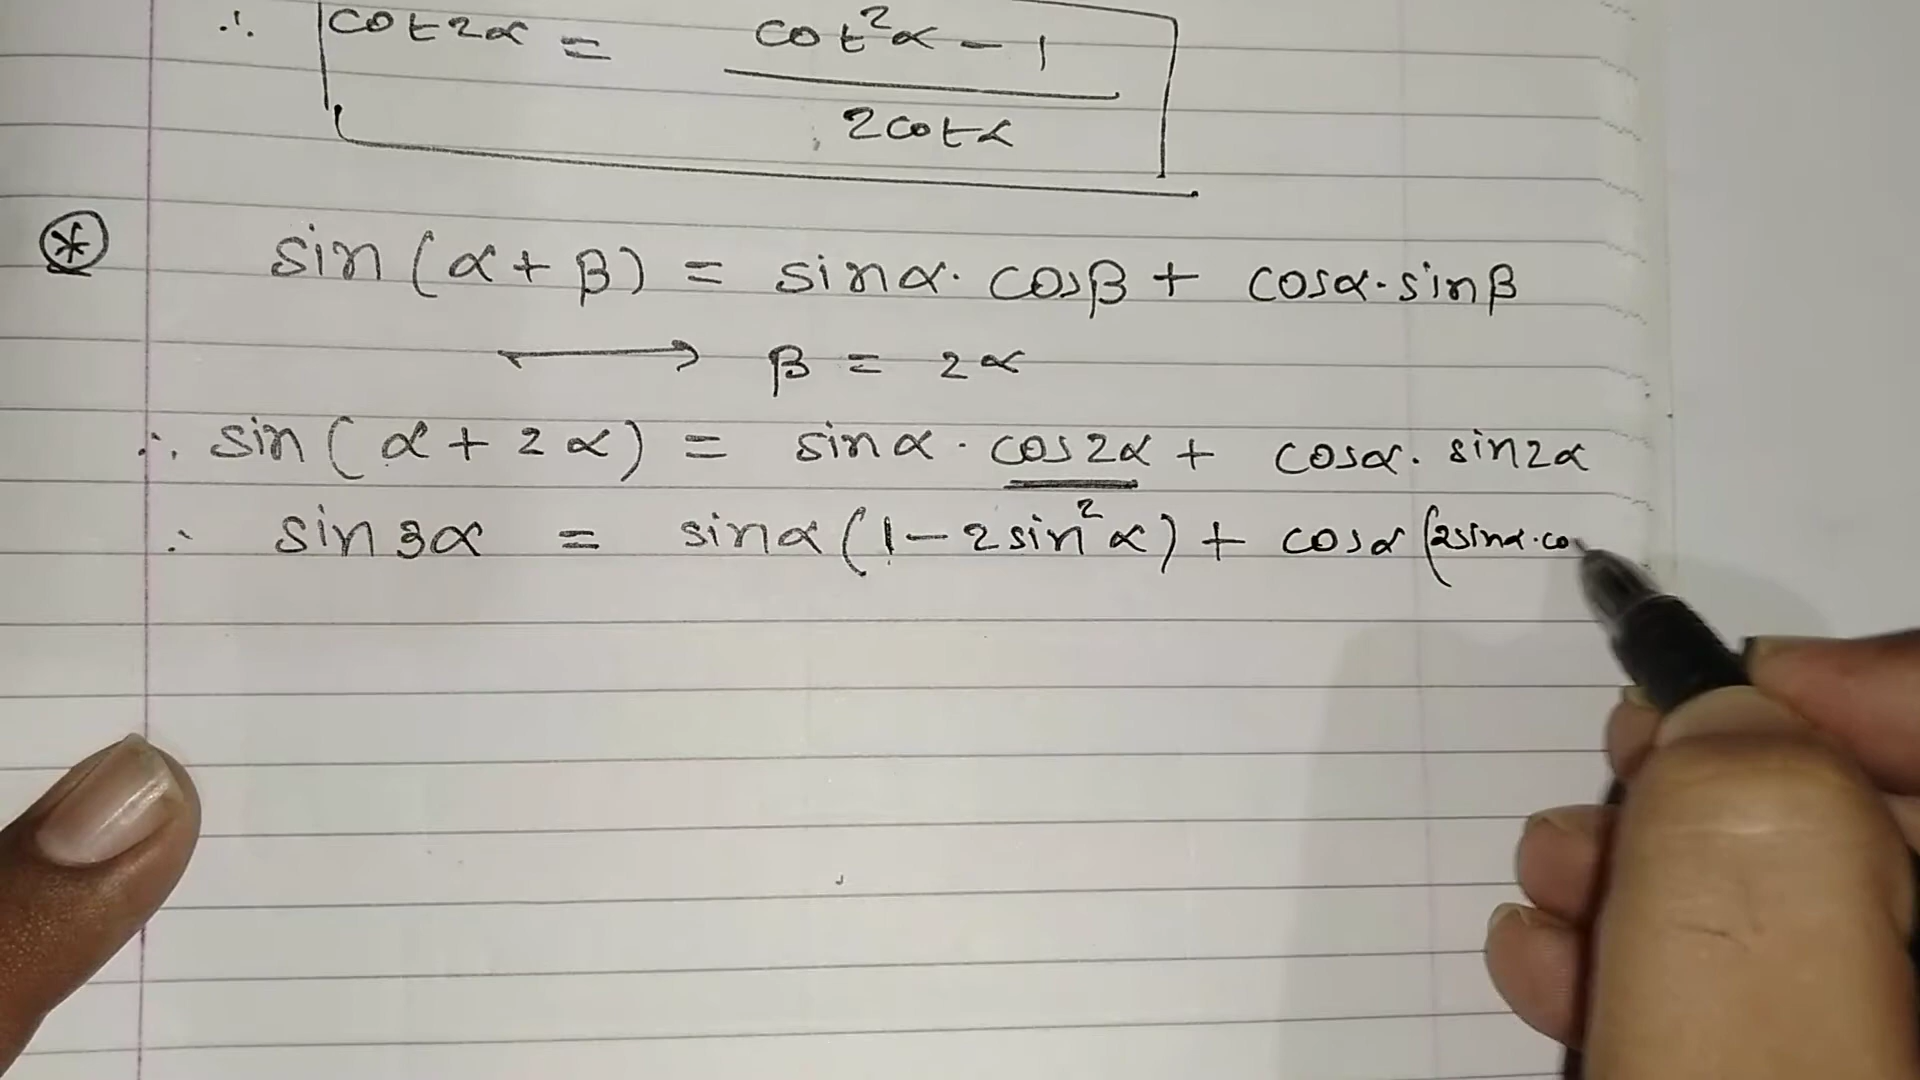 ∴ cot2α = cot²α - 1 / 2cotα
⊛ sin(α + β) = sinα · cosβ + cosα · sinβ
⟶ β = 2α
∴ sin(α + 2α) = sinα · cos2α + cosα · sin2α
∴ sin3α = sinα(1 - 2sin²α) + cosα(2sinα·co